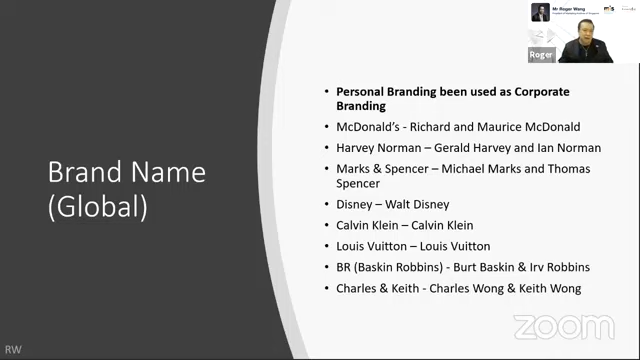 Mr Roger Wang
mis
Roger
Brand Name
(Global)
• Personal Branding been used as Corporate
Branding
• McDonald’s - Richard and Maurice McDonald
• Harvey Norman – Gerald Harvey and Ian Norman
• Marks & Spencer – Michael Marks and Thomas
Spencer
• Disney – Walt Disney
• Calvin Klein – Calvin Klein
• Louis Vuitton – Louis Vuitton
• BR (Baskin Robbins) - Burt Baskin & Irv Robbins
• Charles & Keith - Charles Wong & Keith Wong
zoom
RW